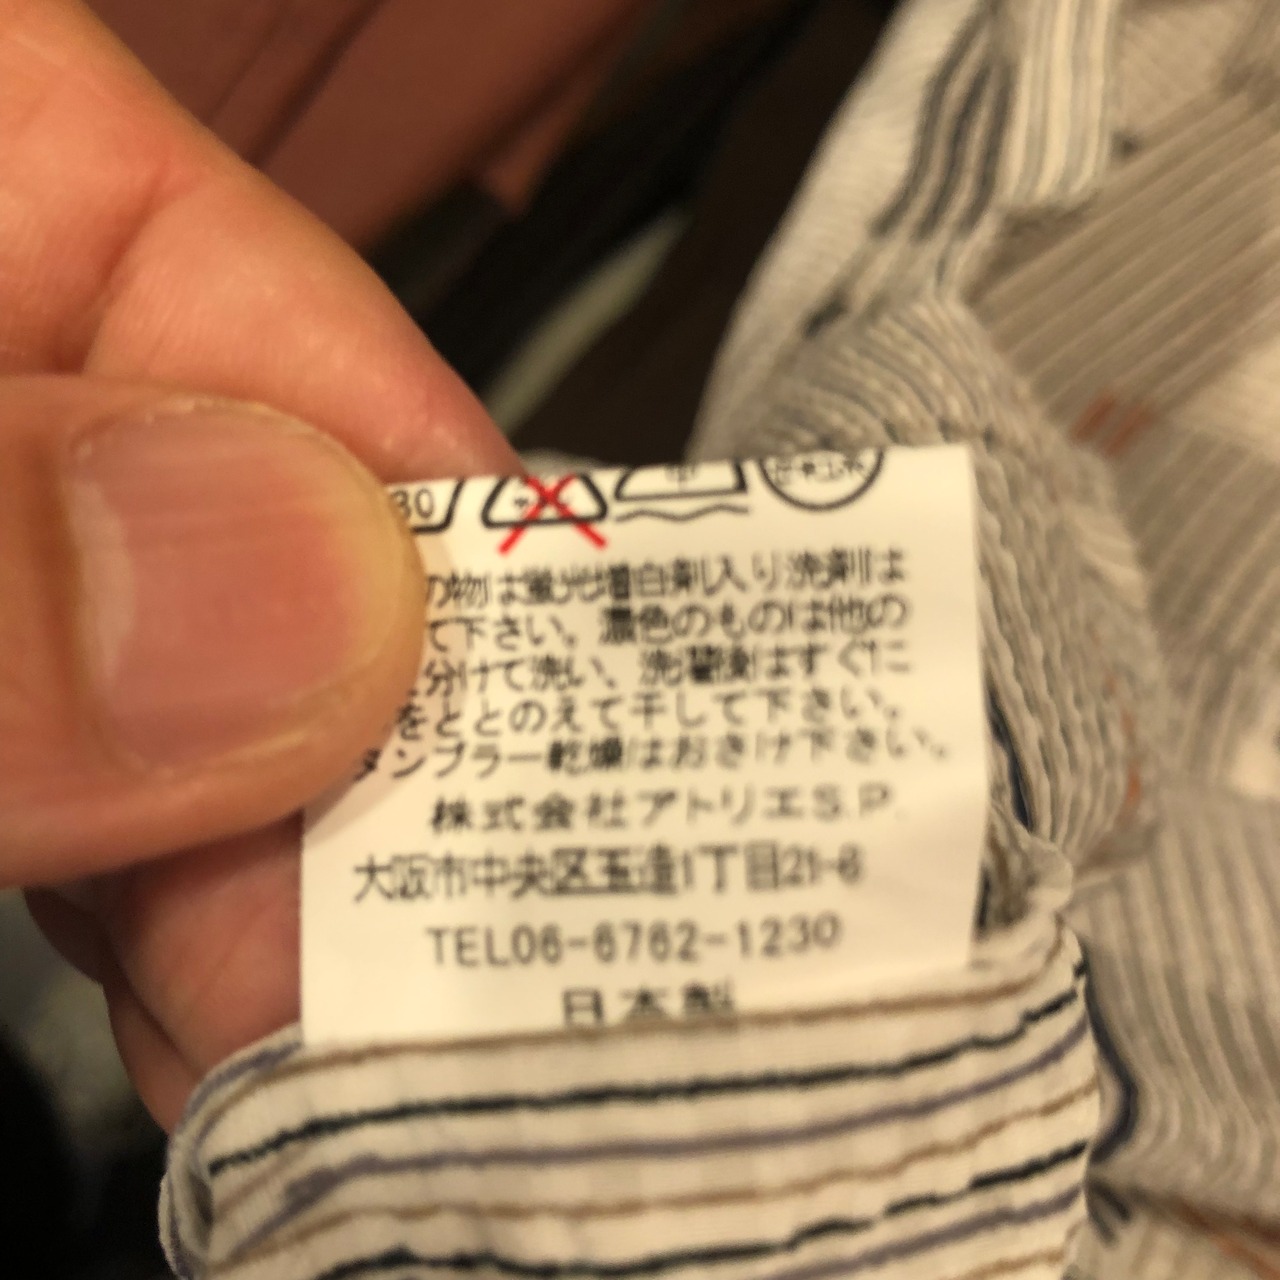 30
中
の物は蛍光増白剤入り洗剤は
て下さい。濃色のものは他の
分けて洗い、洗濯後はすぐに
をととのえて干して下さい。
タンブラー乾燥はおさけ下さい。
株式会社アトリエS.P.
大阪市中央区玉造1丁目21-6
TEL06-6762-1230
日本製